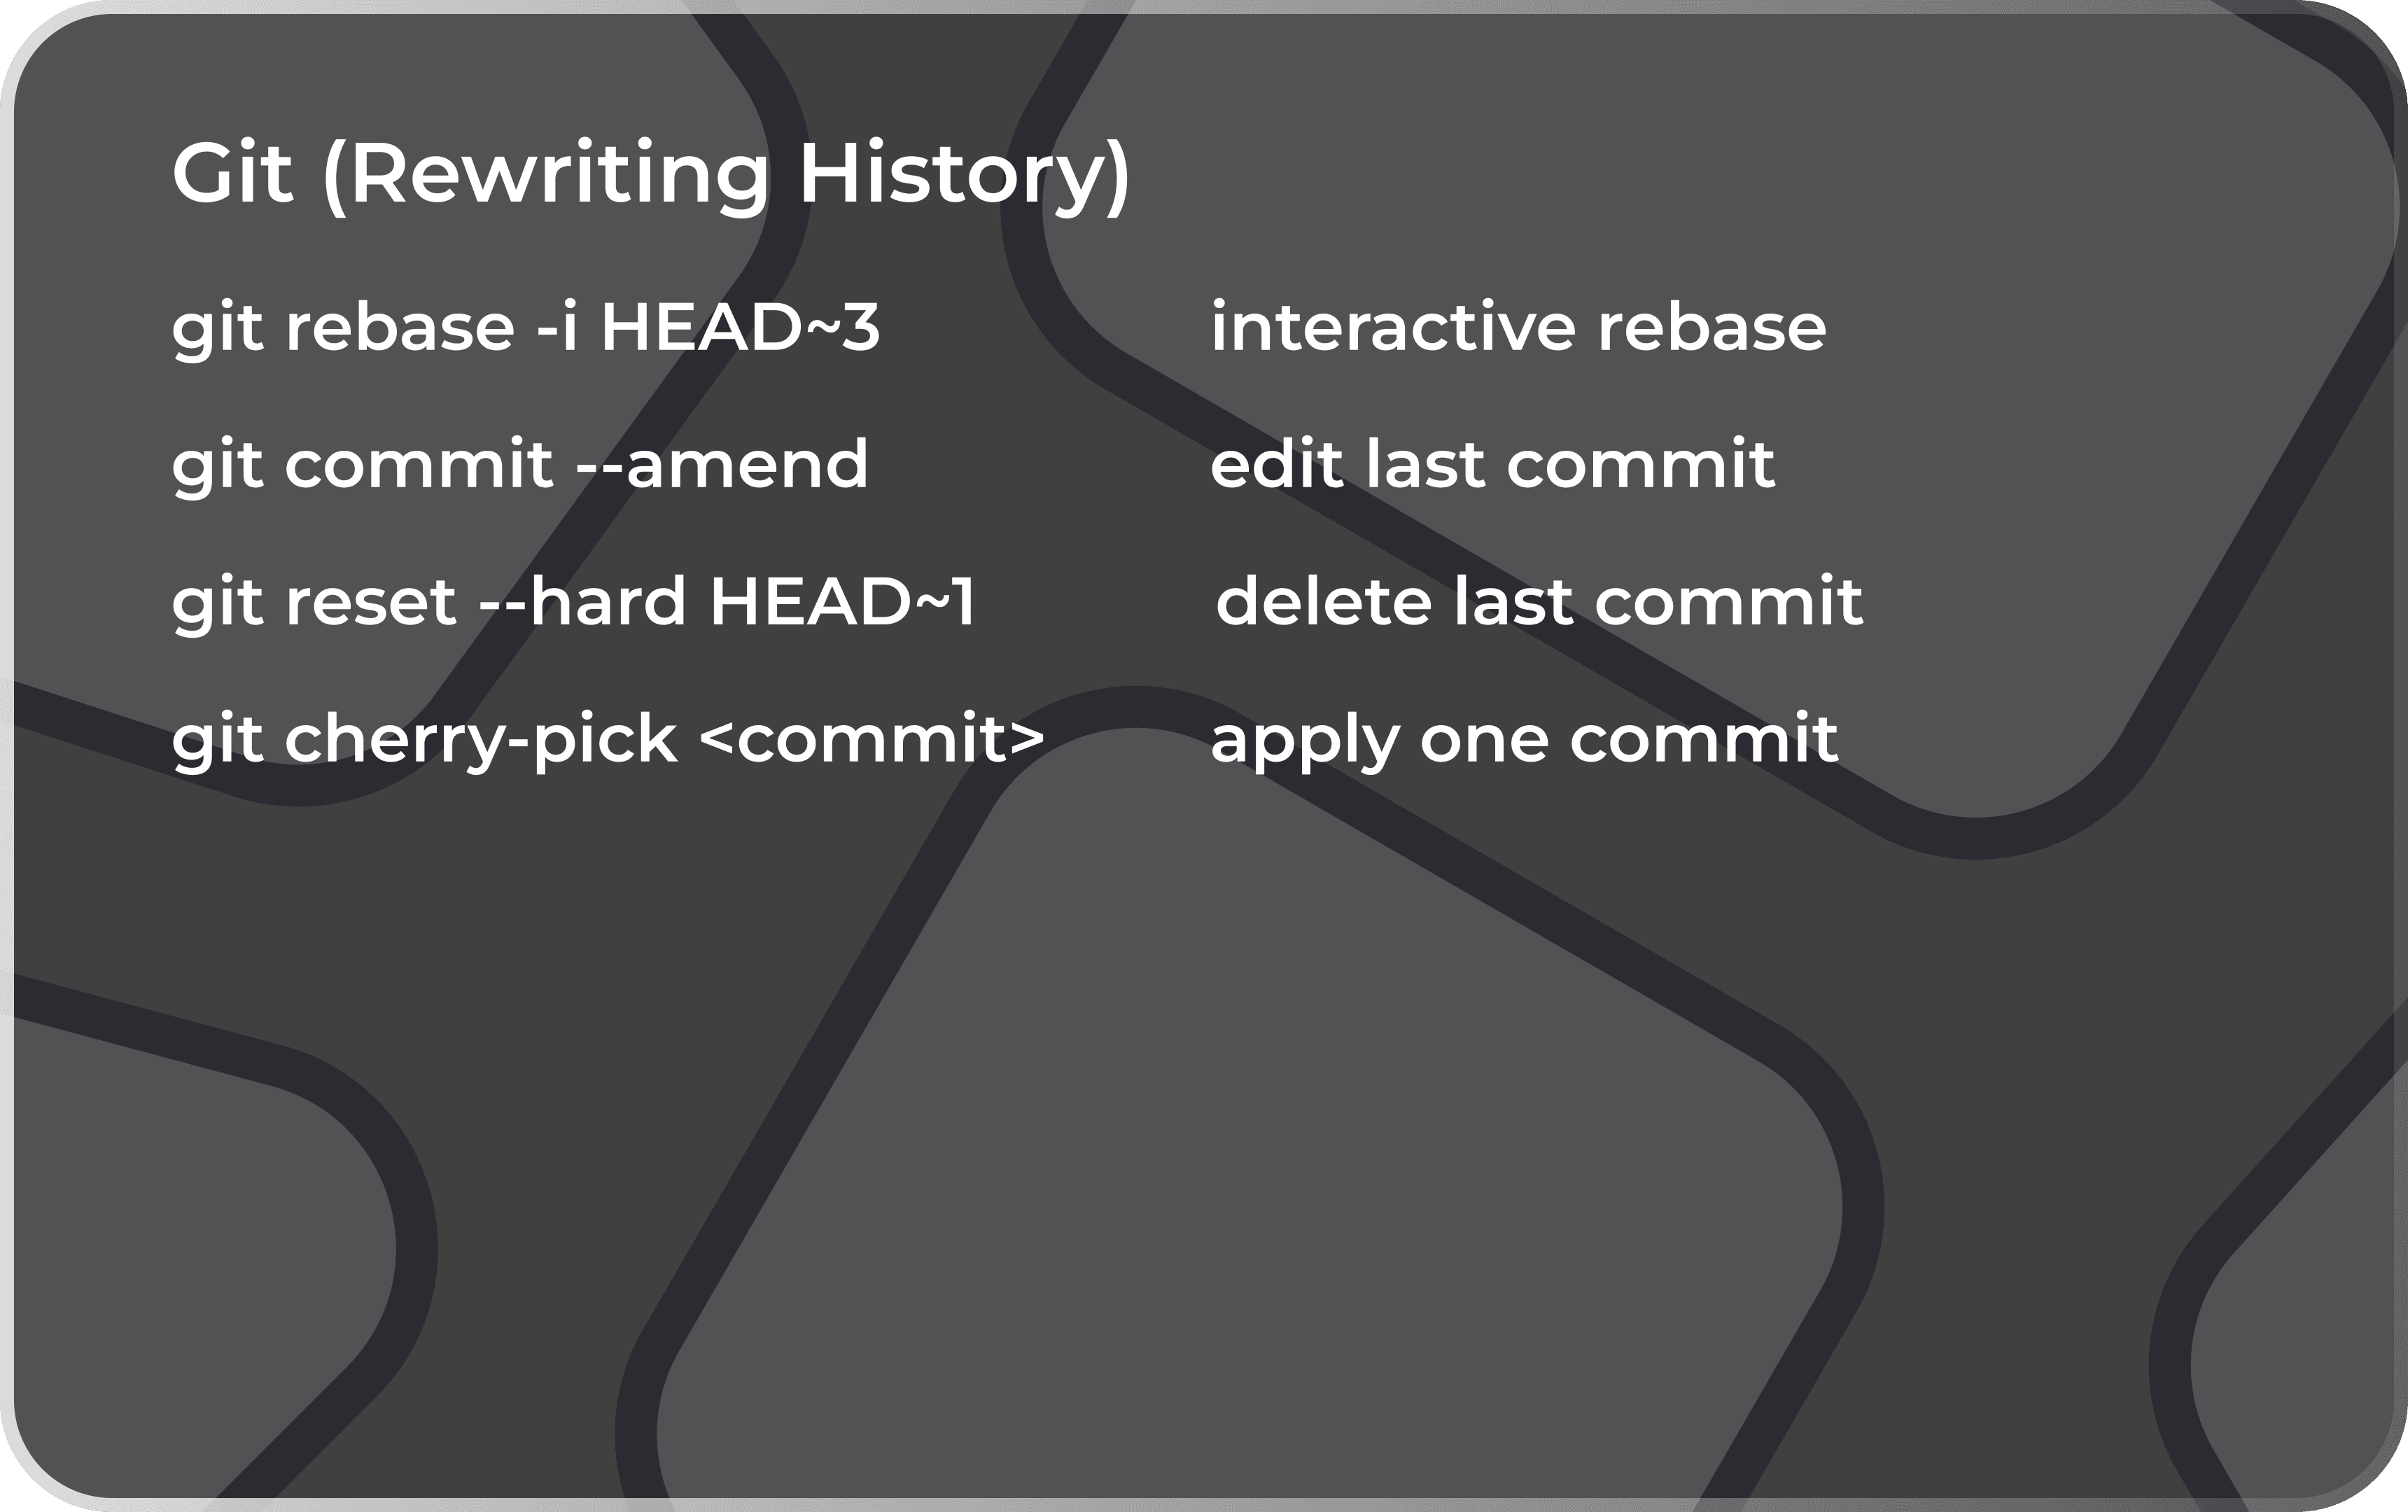 Git (Rewriting History)
git rebase -i HEAD~3 interactive rebase
git commit --amend edit last commit
git reset --hard HEAD~1 delete last commit
git cherry-pick <commit> apply one commit